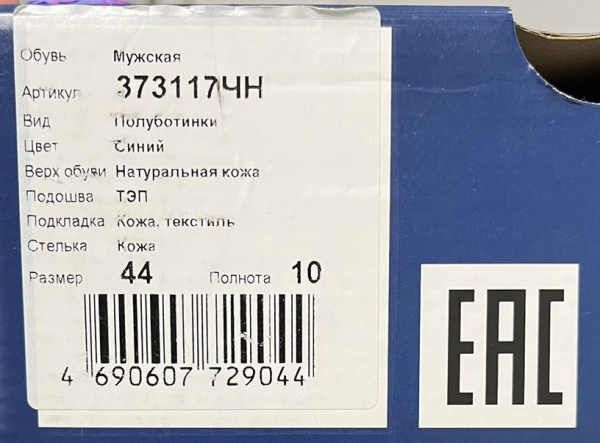 Обувь Мужская
Артикул 373117ЧН
Вид Полуботинки
Цвет Синий
Верх обуви Натуральная кожа
Подошва ТЭП
Подкладка Кожа, текстиль
Стелька Кожа
Размер 44 Полнота 10
4 690607 729044
EAC